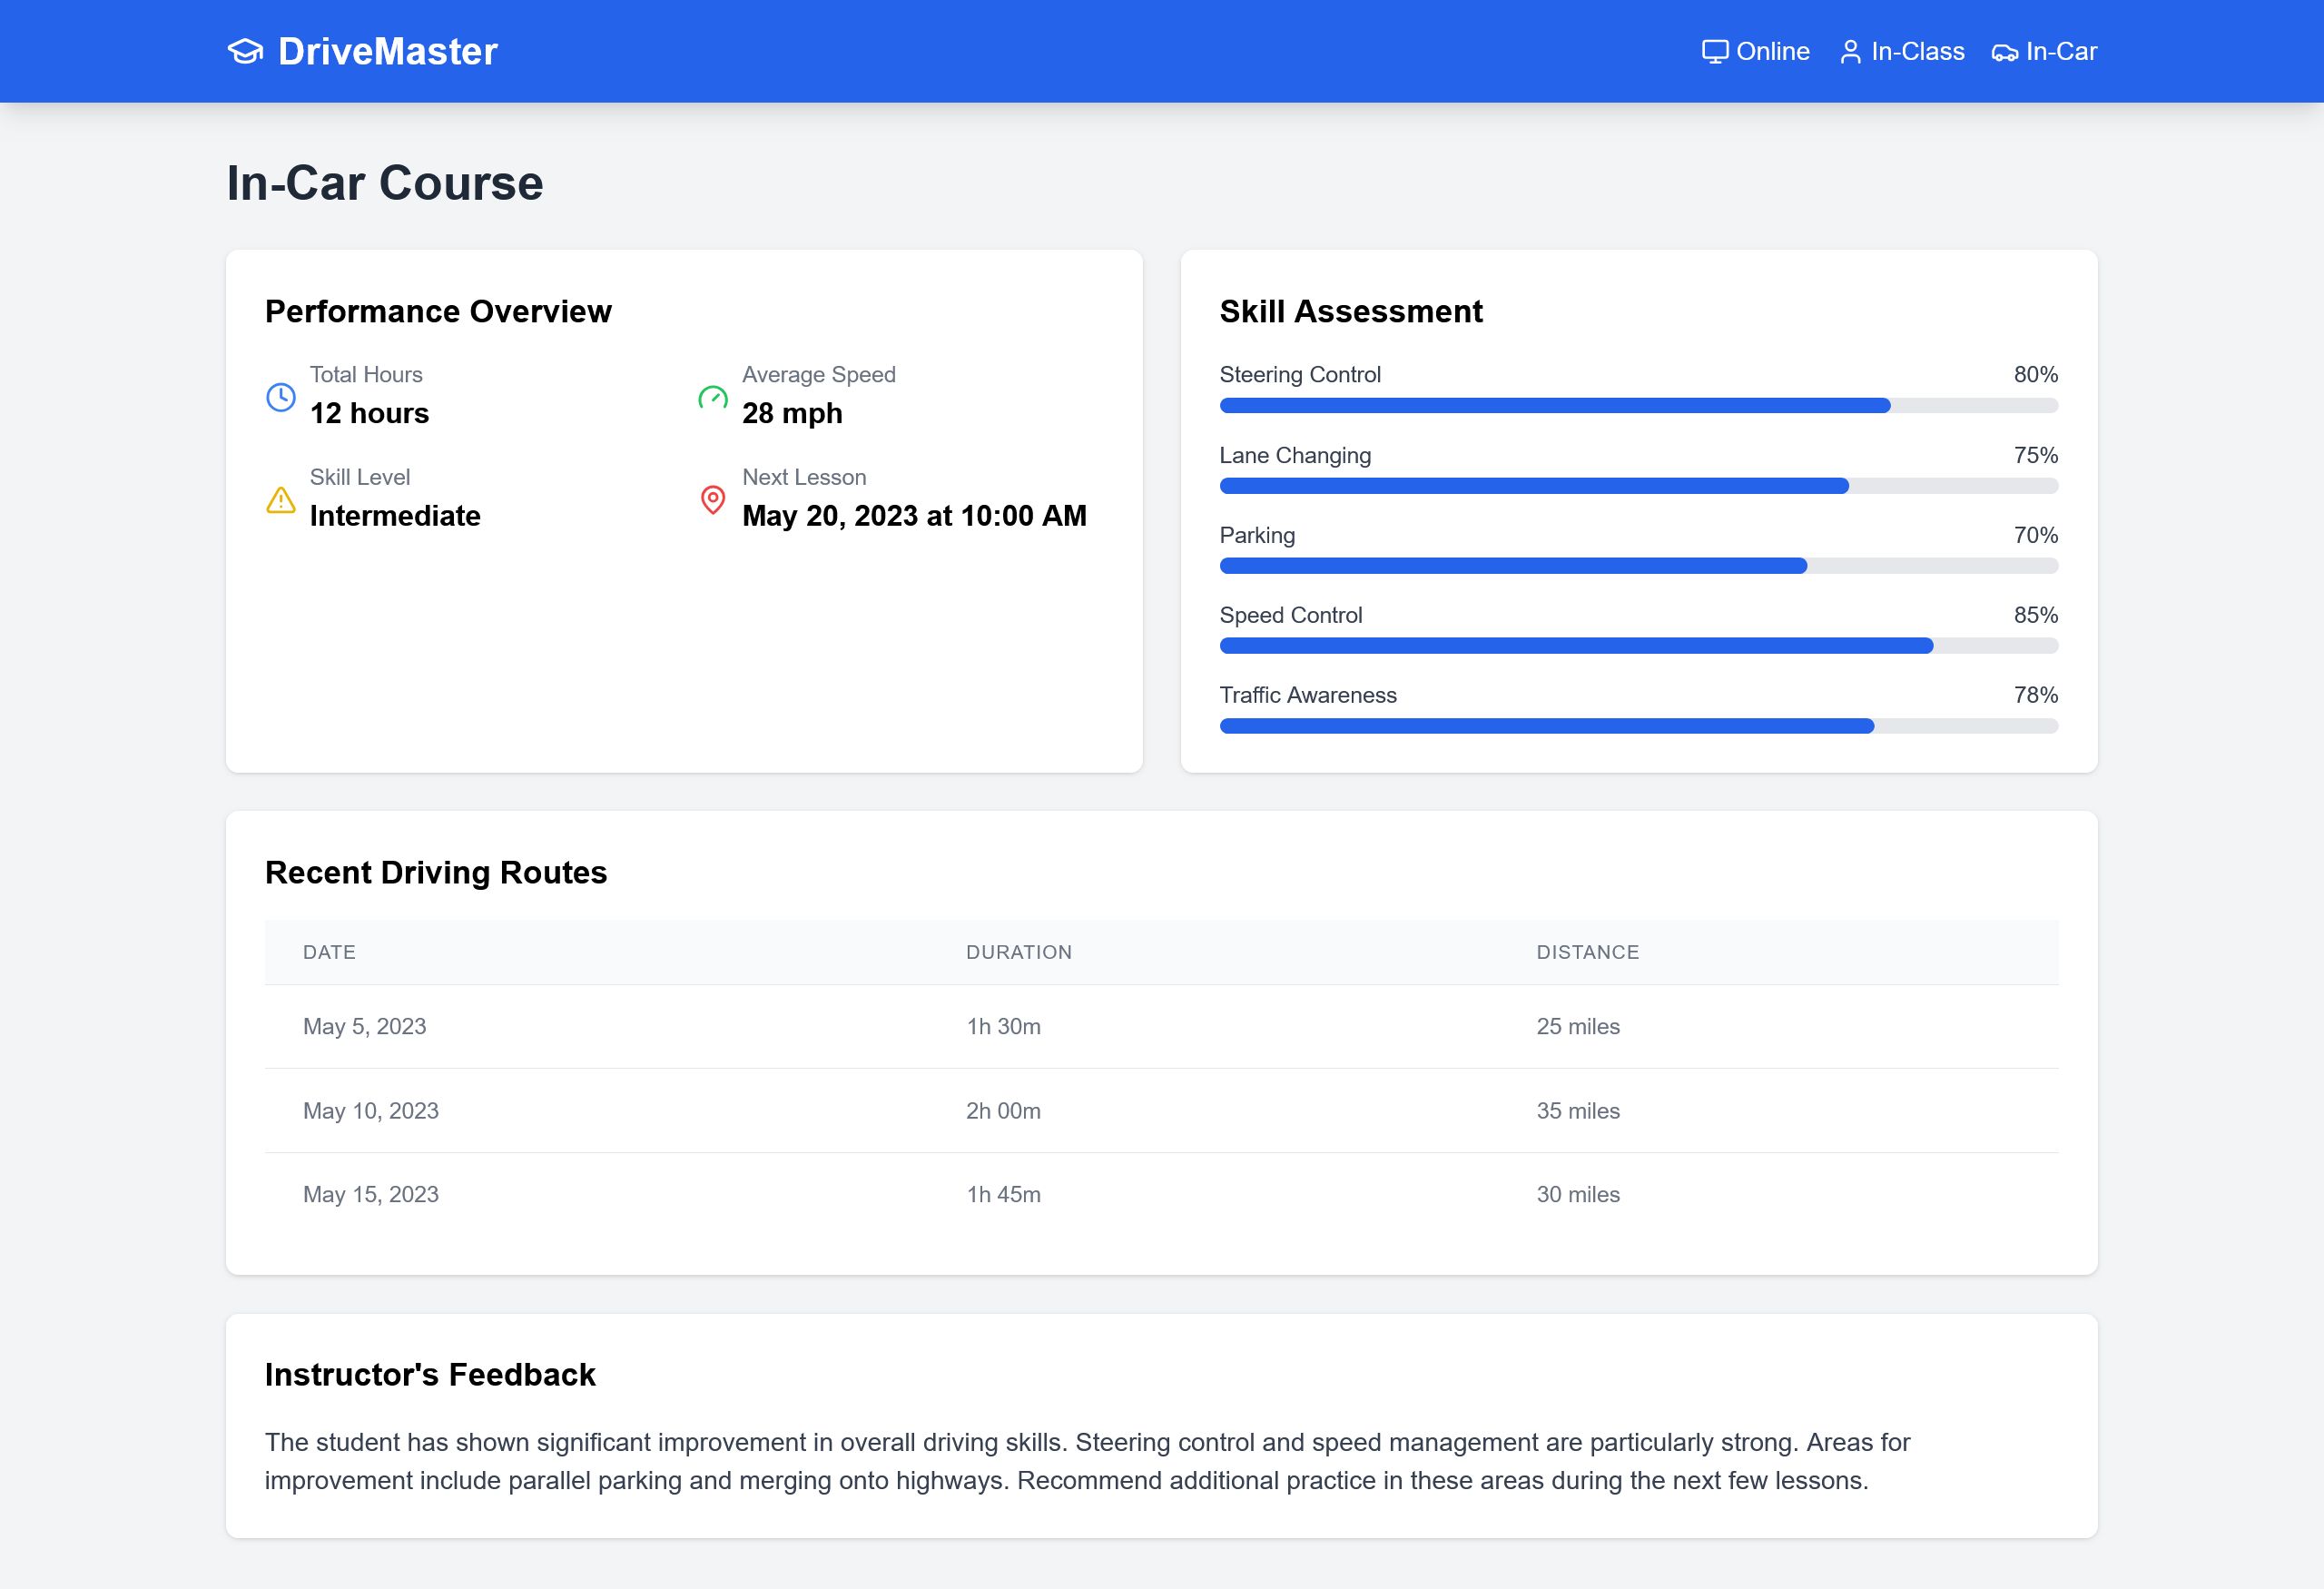 DriveMaster
Online
In-Class
In-Car
In-Car Course
Performance Overview
Total Hours
12 hours
Average Speed
28 mph
Skill Level
Intermediate
Next Lesson
May 20, 2023 at 10:00 AM
Skill Assessment
Steering Control 80%
Lane Changing 75%
Parking 70%
Speed Control 85%
Traffic Awareness 78%
Recent Driving Routes
DATE DURATION DISTANCE
May 5, 2023 1h 30m 25 miles
May 10, 2023 2h 00m 35 miles
May 15, 2023 1h 45m 30 miles
Instructor's Feedback
The student has shown significant improvement in overall driving skills. Steering control and speed management are particularly strong. Areas for
improvement include parallel parking and merging onto highways. Recommend additional practice in these areas during the next few lessons.